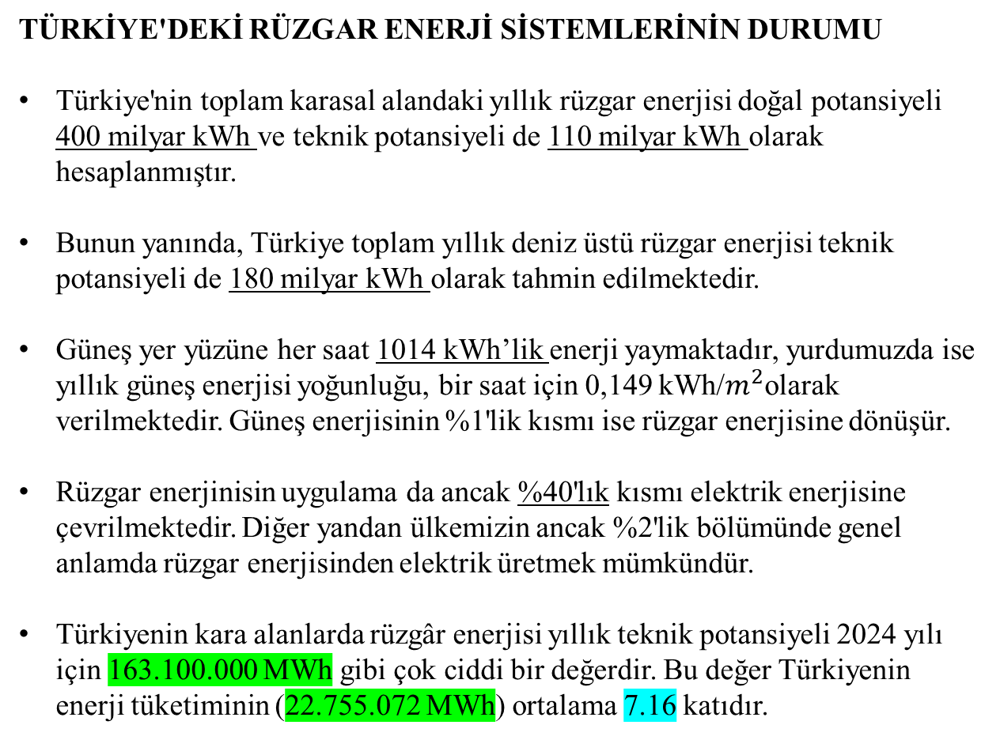 TÜRKİYE'DEKİ RÜZGAR ENERJİ SİSTEMLERİNİN DURUMU
• Türkiye'nin toplam karasal alandaki yıllık rüzgar enerjisi doğal potansiyeli
400 milyar kWh ve teknik potansiyeli de 110 milyar kWh olarak
hesaplanmıştır.
• Bunun yanında, Türkiye toplam yıllık deniz üstü rüzgar enerjisi teknik
potansiyeli de 180 milyar kWh olarak tahmin edilmektedir.
• Güneş yer yüzüne her saat 1014 kWh’lik enerji yaymaktadır, yurdumuzda ise
yıllık güneş enerjisi yoğunluğu, bir saat için 0,149 kWh/m² olarak
verilmektedir. Güneş enerjisinin %1'lik kısmı ise rüzgar enerjisine dönüşür.
• Rüzgar enerjinisin uygulama da ancak %40'lık kısmı elektrik enerjisine
çevrilmektedir. Diğer yandan ülkemizin ancak %2'lik bölümünde genel
anlamda rüzgar enerjisinden elektrik üretmek mümkündür.
• Türkiyenin kara alanlarda rüzgâr enerjisi yıllık teknik potansiyeli 2024 yılı
için 163.100.000 MWh gibi çok ciddi bir değerdir. Bu değer Türkiyenin
enerji tüketiminin (22.755.072 MWh) ortalama 7.16 katıdır.